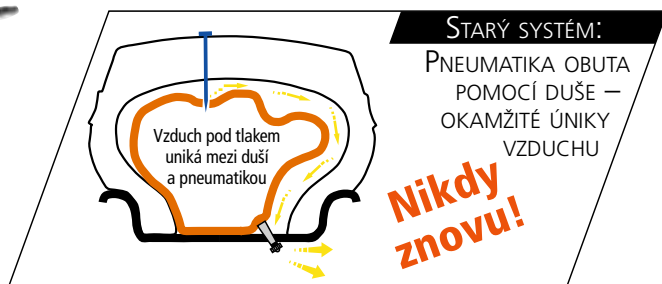 Starý systém:
Pneumatika obuta
pomocí duše –
okamžité úniky
vzduchu
Vzduch pod tlakem
uniká mezi duší
a pneumatikou
Nikdy
znovu!